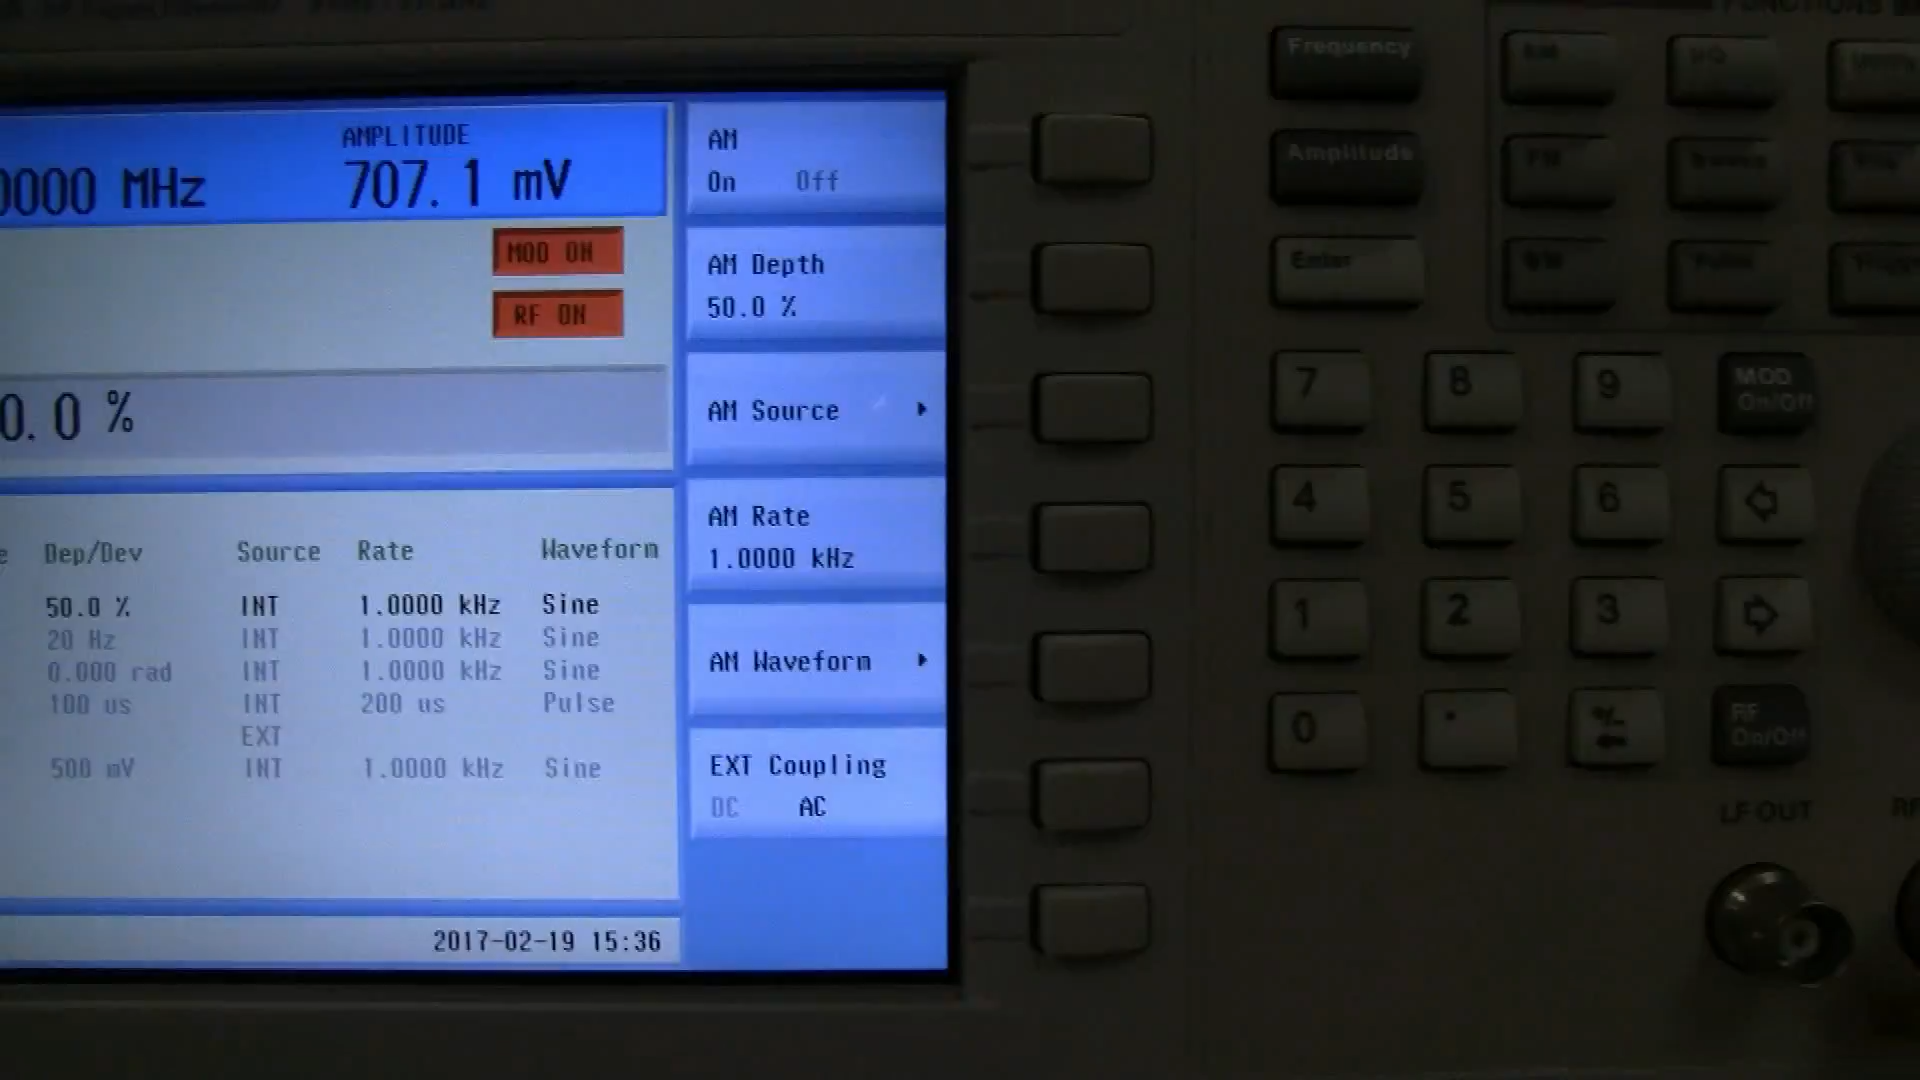 AMPLITUDE
0000 MHz 707.1 mV
MOD ON
RF ON
0.0 %
Dep/Dev Source Rate Waveform
50.0 % INT 1.0000 kHz Sine
20 Hz INT 1.0000 kHz Sine
0.000 rad INT 1.0000 kHz Sine
100 us INT 200 us Pulse
EXT
500 mV INT 1.0000 kHz Sine
2017-02-19 15:36
AM
On Off
AM Depth
50.0 %
AM Source
AM Rate
1.0000 kHz
AM Waveform
EXT Coupling
DC AC
Frequency
Amplitude
Enter
7 8 9 MOD On/Off
4 5 6
1 2 3
0 . RF On/Off
LF OUT